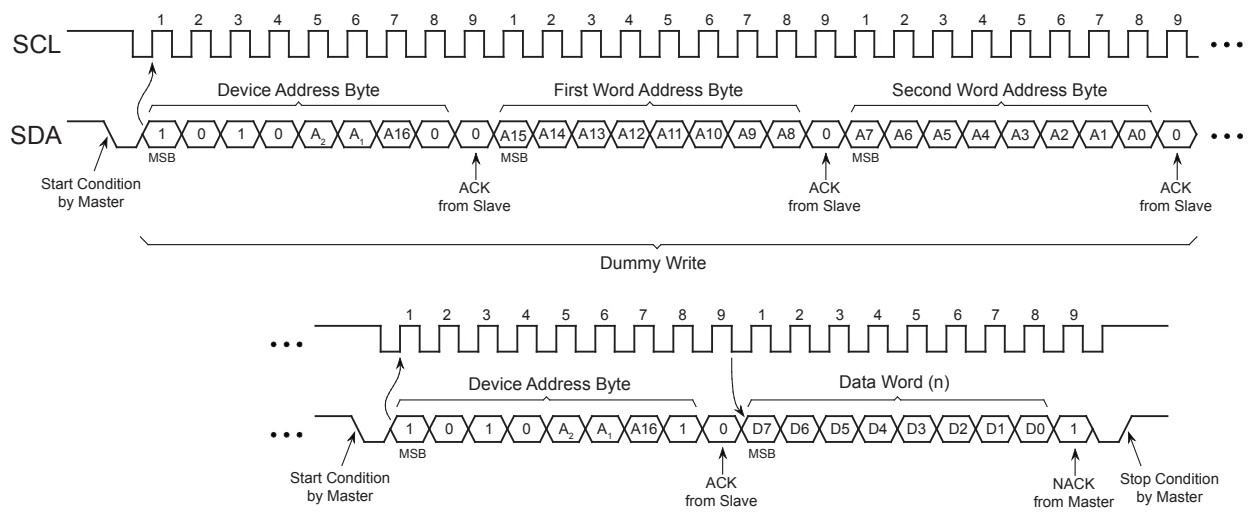 1 2 3 4 5 6 7 8 9 1 2 3 4 5 6 7 8 9 1 2 3 4 5 6 7 8 9
SCL
Device Address Byte First Word Address Byte Second Word Address Byte
SDA 1 0 1 0 A₂ A₁ A16 0 0 A15 A14 A13 A12 A11 A10 A9 A8 0 A7 A6 A5 A4 A3 A2 A1 A0 0
MSB MSB MSB
Start Condition
by Master
ACK
from Slave
ACK
from Slave
ACK
from Slave
Dummy Write
1 2 3 4 5 6 7 8 9 1 2 3 4 5 6 7 8 9
Device Address Byte Data Word (n)
1 0 1 0 A₂ A₁ A16 1 0 D7 D6 D5 D4 D3 D2 D1 D0 1
MSB MSB
Start Condition
by Master
ACK
from Slave
NACK
from Master
Stop Condition
by Master